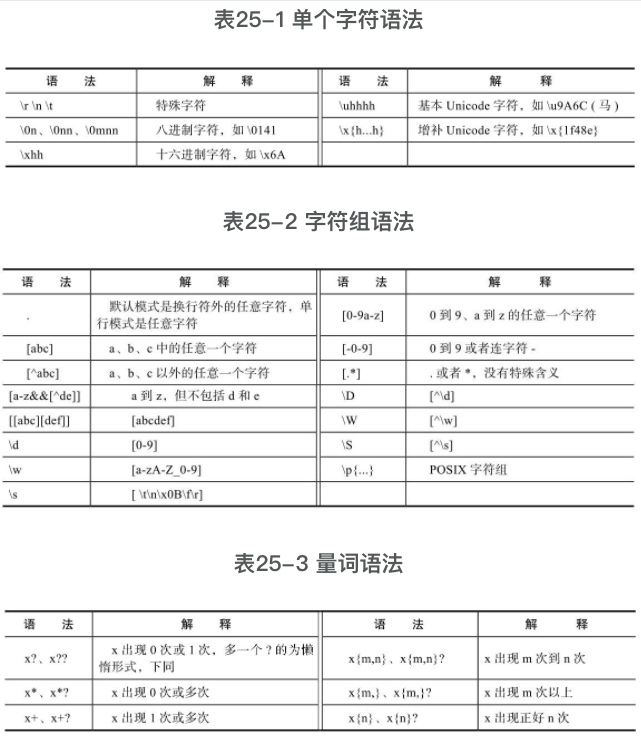 表25-1 单个字符语法
语 法 解 释 语 法 解 释
\r \n \t 特殊字符 \uhhhh 基本 Unicode 字符，如 \u9A6C ( 马 )
\0n、\0nn、\0mnn 八进制字符，如 \0141 \x{h...h} 增补 Unicode 字符，如 \x{1f48e}
\xhh 十六进制字符，如 \x6A
表25-2 字符组语法
语 法 解 释 语 法 解 释
. 默认模式是换行符外的任意字符，单
行模式是任意字符 [0-9a-z] 0 到 9、a 到 z 的任意一个字符
[abc] a、b、c 中的任意一个字符 [-0-9] 0 到 9 或者连字符 -
[^abc] a、b、c 以外的任意一个字符 [.*] . 或者 *，没有特殊含义
[a-z&&[^de]] a 到 z，但不包括 d 和 e \D [^\d]
[[abc][def]] [abcdef] \W [^\w]
\d [0-9] \S [^\s]
\w [a-zA-Z_0-9] \p{...} POSIX 字符组
\s [ \t\n\x0B\f\r]
表25-3 量词语法
语 法 解 释 语 法 解 释
x?、x?? x 出现 0 次或 1 次，多一个 ? 的为懒
惰形式，下同 x{m,n}、x{m,n}? x 出现 m 次到 n 次
x*、x*? x 出现 0 次或多次 x{m,}、x{m,}? x 出现 m 次以上
x+、x+? x 出现 1 次或多次 x{n}、x{n}? x 出现正好 n 次